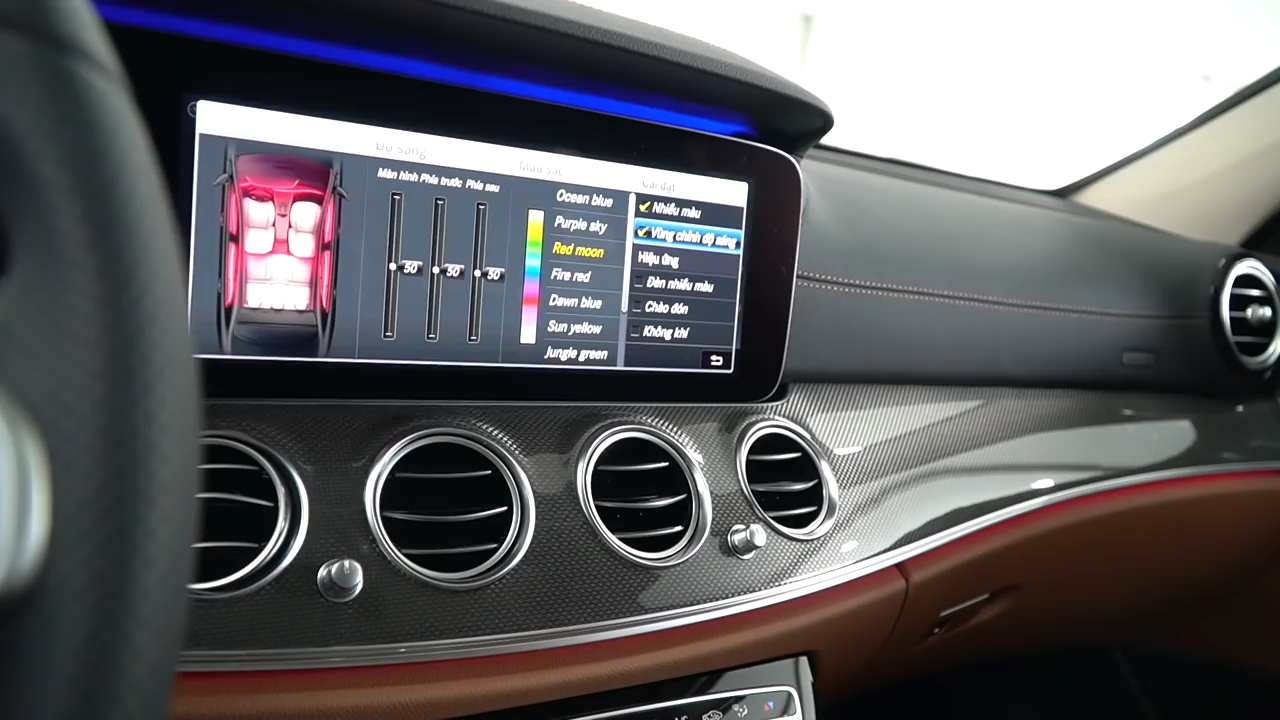 Độ sáng
Màu sắc
Cài đặt
Màn hình Phía trước Phía sau
50
50
50
Ocean blue
Purple sky
Red moon
Fire red
Dawn blue
Sun yellow
Jungle green
Nhiều màu
Vùng chỉnh độ sáng
Hiệu ứng
Đèn nhiều màu
Chào đón
Không khí